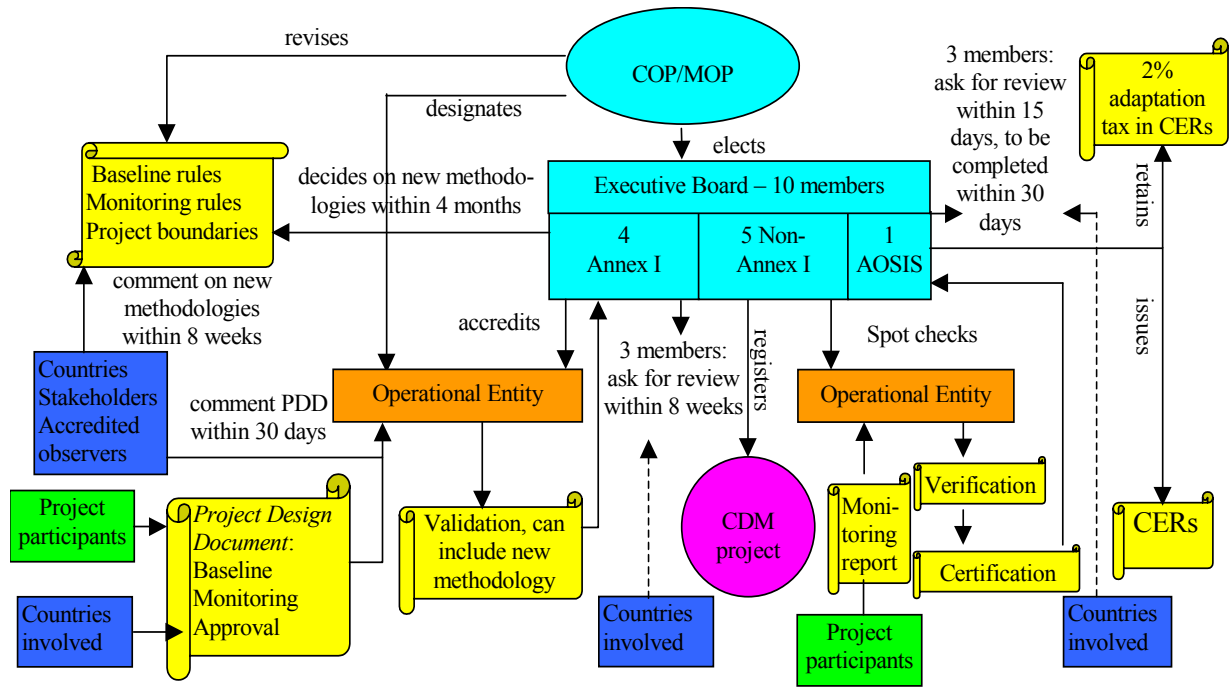 revises
COP/MOP
designates
elects
3 members:
ask for review
within 15
days, to be
completed
within 30
days
2%
adaptation
tax in CERs
retains
issues
Baseline rules
Monitoring rules
Project boundaries
decides on new methodo-
logies within 4 months
Executive Board – 10 members
4
Annex I
5 Non-
Annex I
1
AOSIS
comment on new
methodologies
within 8 weeks
accredits
3 members:
ask for review
within 8 weeks
registers
Spot checks
Countries
Stakeholders
Accredited
observers
comment PDD
within 30 days
Operational Entity
Operational Entity
Project
participants
Project Design
Document:
Baseline
Monitoring
Approval
Countries
involved
Validation, can
include new
methodology
Countries
involved
CDM
project
Moni-
toring
report
Verification
Certification
Project
participants
Countries
involved
CERs